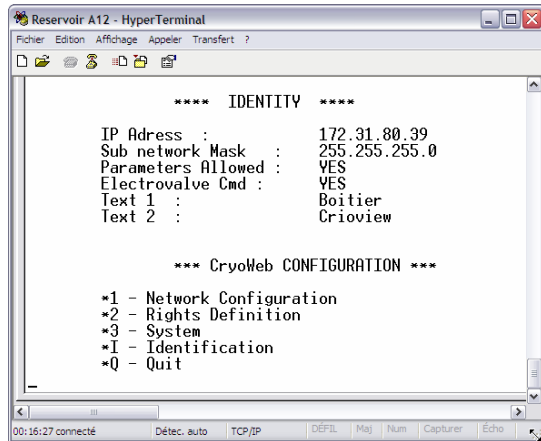 Reservoir A12 - HyperTerminal
Fichier Edition Affichage Appeler Transfert ?
**** IDENTITY ****
IP Adress : 172.31.80.39
Sub network Mask : 255.255.255.0
Parameters Allowed : YES
Electrovalve Cmd : YES
Text 1 : Boitier
Text 2 : Crioview
*** CryoWeb CONFIGURATION ***
*1 - Network Configuration
*2 - Rights Definition
*3 - System
*I - Identification
*Q - Quit
00:16:27 connecté Détec. auto TCP/IP DÉFIL Maj Num Capturer Écho